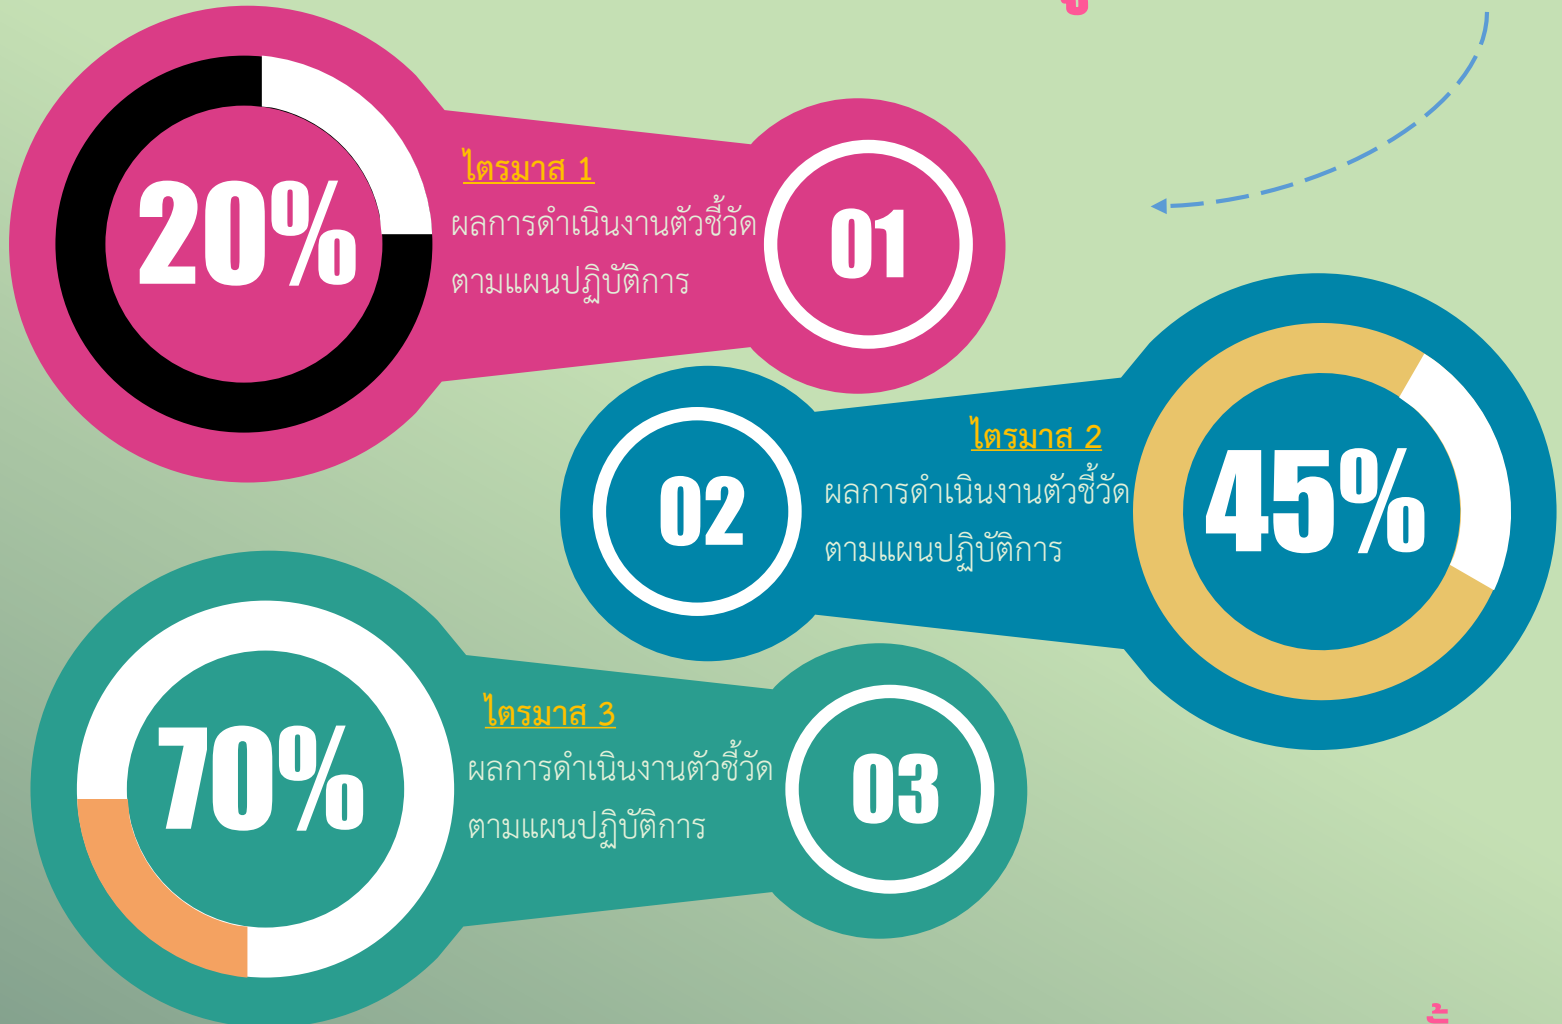 20%
ไตรมาส 1
ผลการดำเนินงานตัวชี้วัด
ตามแผนปฏิบัติการ
01
02
ไตรมาส 2
ผลการดำเนินงานตัวชี้วัด
ตามแผนปฏิบัติการ
45%
70%
ไตรมาส 3
ผลการดำเนินงานตัวชี้วัด
ตามแผนปฏิบัติการ
03